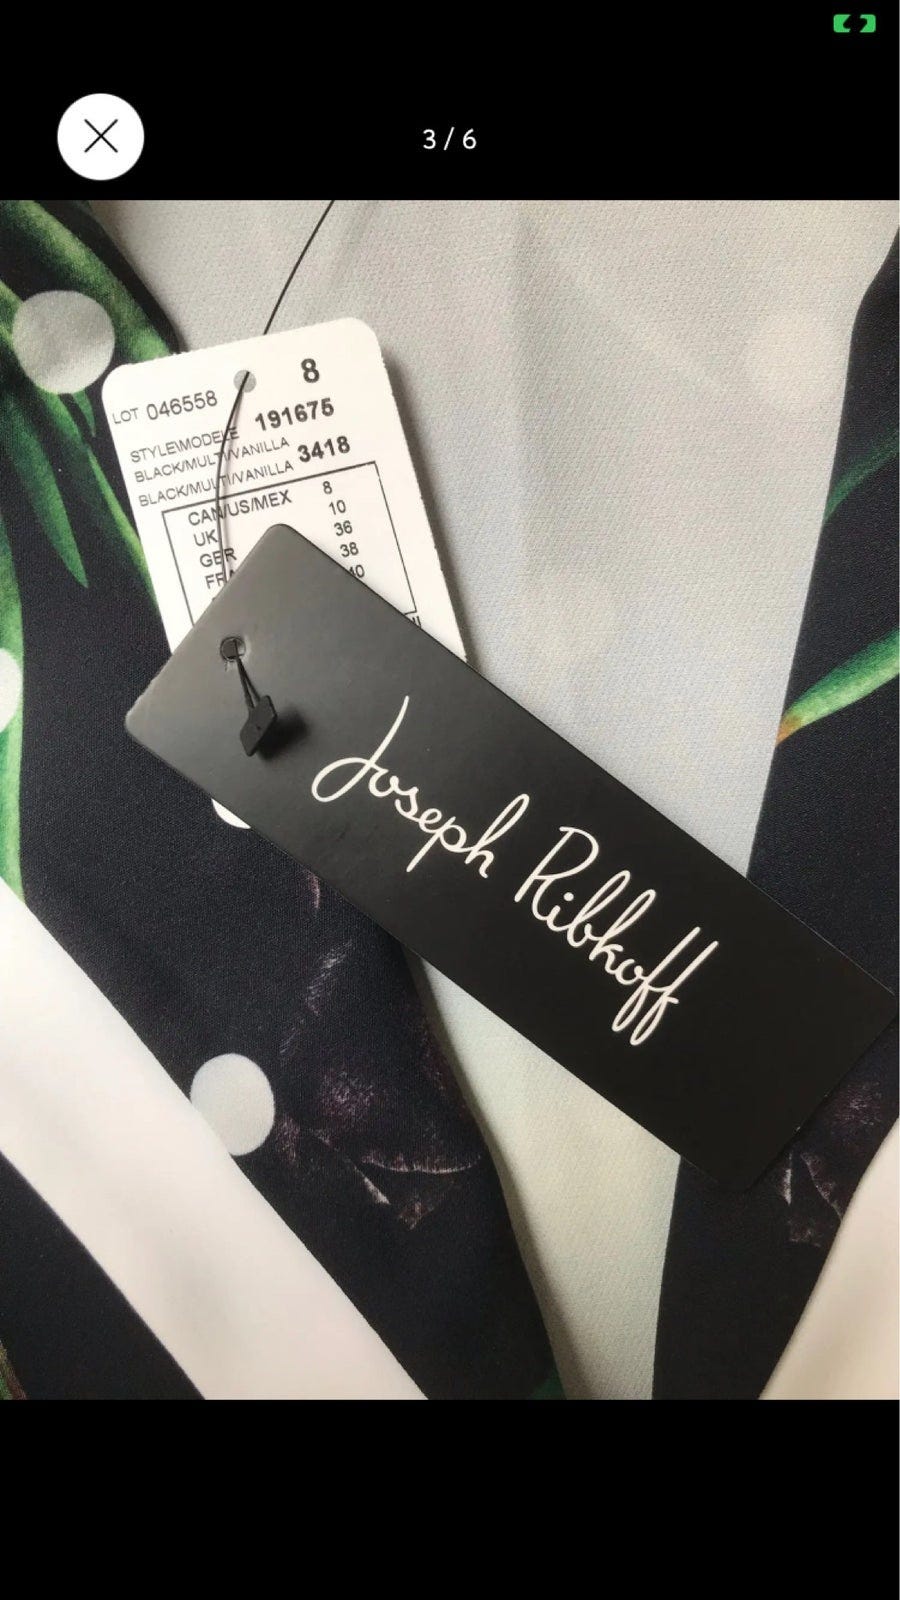 3 / 6
8
LOT 046558
STYLE\MODELE 191675
BLACK/MULTI/VANILLA
BLACK/MULTI/VANILLA 3418
CAN/US/MEX 8
UK 10
GER 36
38
40
Joseph Ribkoff